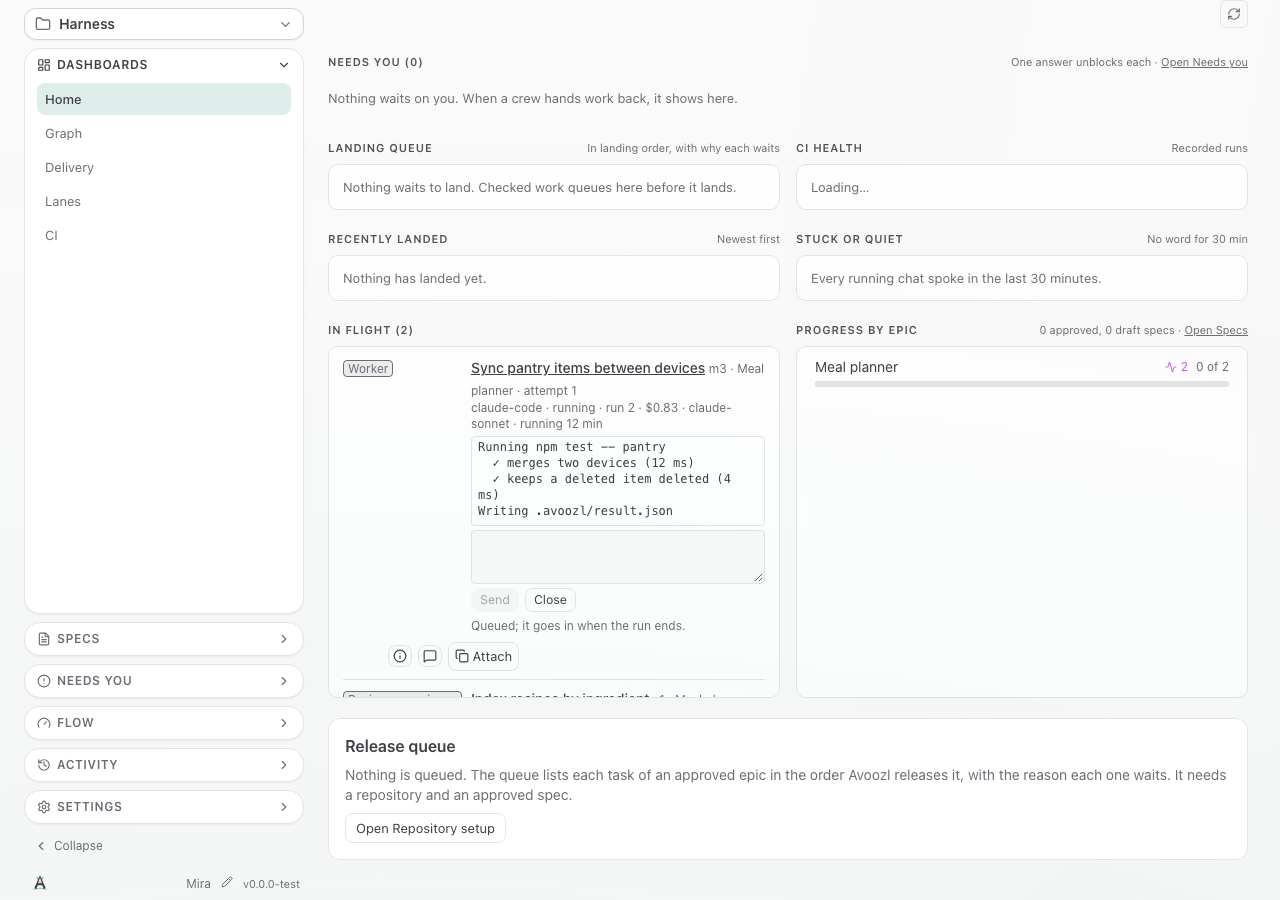 Harness
DASHBOARDS
Home
Graph
Delivery
Lanes
CI
SPECS
NEEDS YOU
FLOW
ACTIVITY
SETTINGS
Collapse
Mira v0.0.0-test
NEEDS YOU (0)
One answer unblocks each · Open Needs you
Nothing waits on you. When a crew hands work back, it shows here.
LANDING QUEUE
In landing order, with why each waits
Nothing waits to land. Checked work queues here before it lands.
CI HEALTH
Recorded runs
Loading…
RECENTLY LANDED
Newest first
Nothing has landed yet.
STUCK OR QUIET
No word for 30 min
Every running chat spoke in the last 30 minutes.
IN FLIGHT (2)
Worker
Sync pantry items between devices m3 · Meal
planner · attempt 1
claude-code · running · run 2 · $0.83 · claude-
sonnet · running 12 min
Running npm test —— pantry
✓ merges two devices (12 ms)
✓ keeps a deleted item deleted (4
ms)
Writing .avoozl/result.json
Send
Close
Queued; it goes in when the run ends.
Attach
Index recipes by ingredient
PROGRESS BY EPIC
0 approved, 0 draft specs · Open Specs
Meal planner
2 0 of 2
Release queue
Nothing is queued. The queue lists each task of an approved epic in the order Avoozl releases it, with the reason each one waits. It needs
a repository and an approved spec.
Open Repository setup